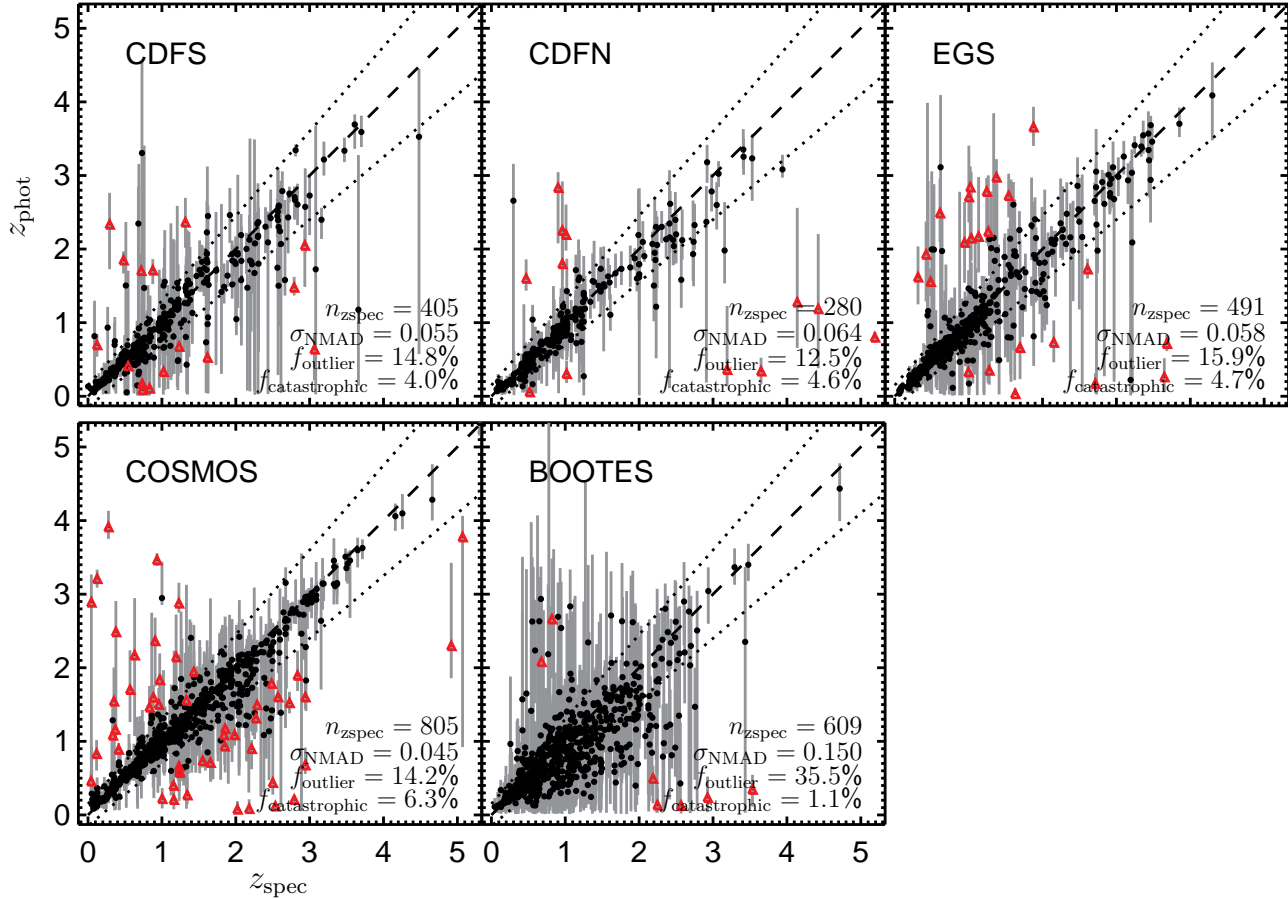 5
4
3
2
1
0
z_phot
CDFS
n_zspec = 405
σ_NMAD = 0.055
f_outlier = 14.8%
f_catastrophic = 4.0%
CDFN
n_zspec = 280
σ_NMAD = 0.064
f_outlier = 12.5%
f_catastrophic = 4.6%
EGS
n_zspec = 491
σ_NMAD = 0.058
f_outlier = 15.9%
f_catastrophic = 4.7%
5
4
3
2
1
0
COSMOS
n_zspec = 805
σ_NMAD = 0.045
f_outlier = 14.2%
f_catastrophic = 6.3%
BOOTES
n_zspec = 609
σ_NMAD = 0.150
f_outlier = 35.5%
f_catastrophic = 1.1%
0 1 2 3 4 5
0 1 2 3 4 5
z_spec